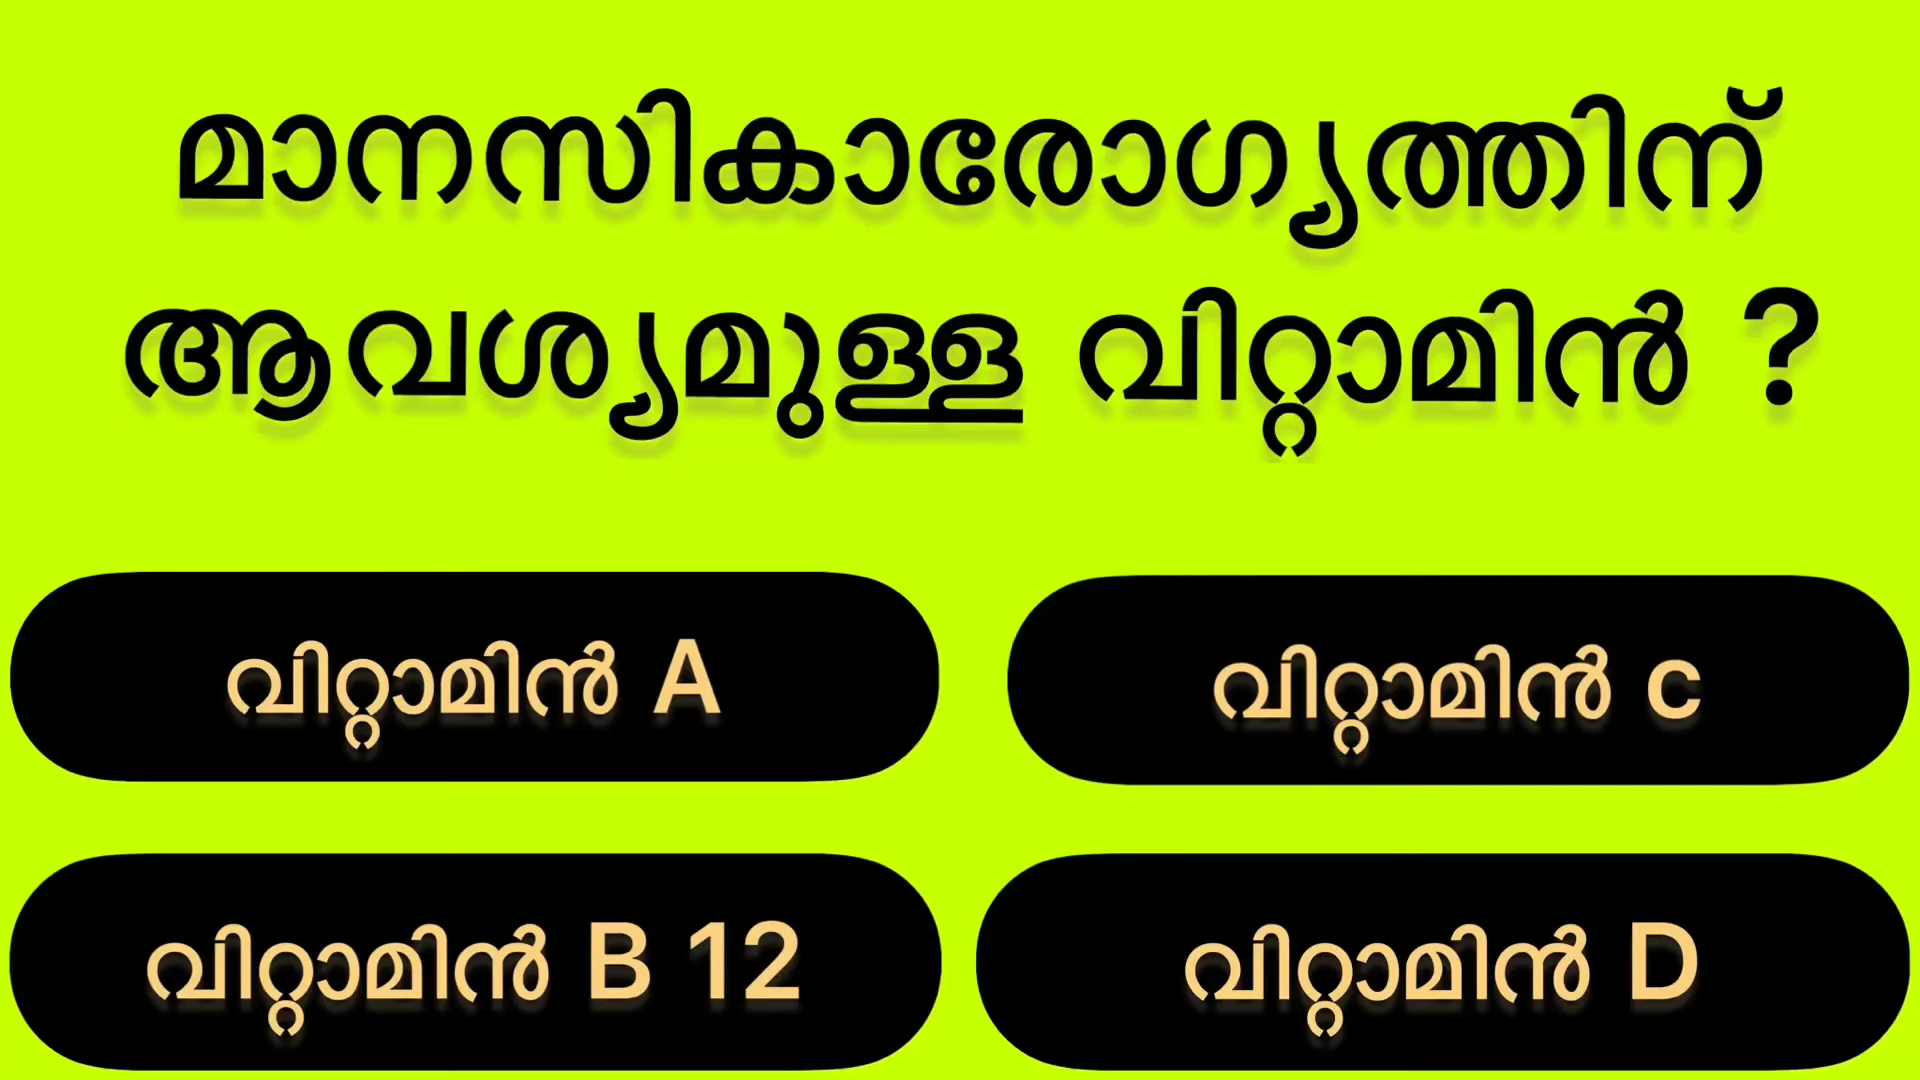 മാനസികാരോഗ്യത്തിന്
ആവശ്യമുള്ള വിറ്റാമിൻ ?
വിറ്റാമിൻ A
വിറ്റാമിൻ c
വിറ്റാമിൻ B 12
വിറ്റാമിൻ D